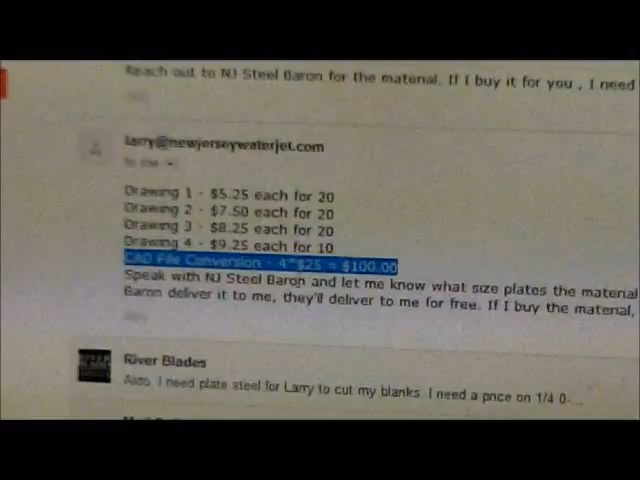 Reach out to NJ Steel Baron for the material. If I buy it for you , I need
larry@newjerseywaterjet.com
to me
Drawing 1 - $5.25 each for 20
Drawing 2 - $7.50 each for 20
Drawing 3 - $8.25 each for 20
Drawing 4 - $9.25 each for 10
CAD File Conversion - 4*$25 = $100.00
Speak with NJ Steel Baron and let me know what size plates the material
Baron deliver it to me, they'll deliver to me for free. If I buy the material,
River Blades
Aldo. I need plate steel for Larry to cut my blanks. I need a price on 1/4 0-...